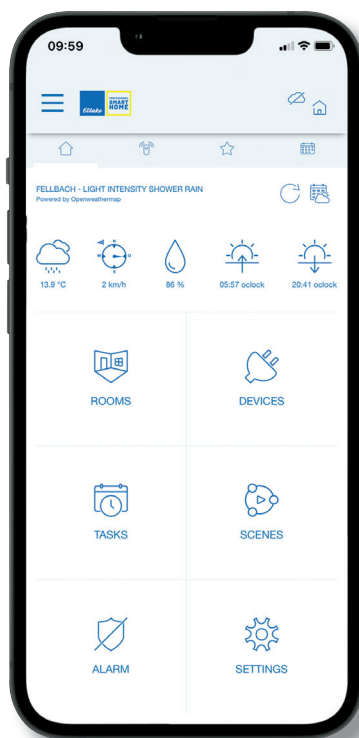 09:59
Eltako
PROFESSIONAL
SMART
HOME
FELLBACH - LIGHT INTENSITY SHOWER RAIN
Powered by Openweathermap
N
W O
S
13.9 °C 2 km/h 86 % 05:57 oclock 20:41 oclock
ROOMS DEVICES
TASKS SCENES
ALARM SETTINGS